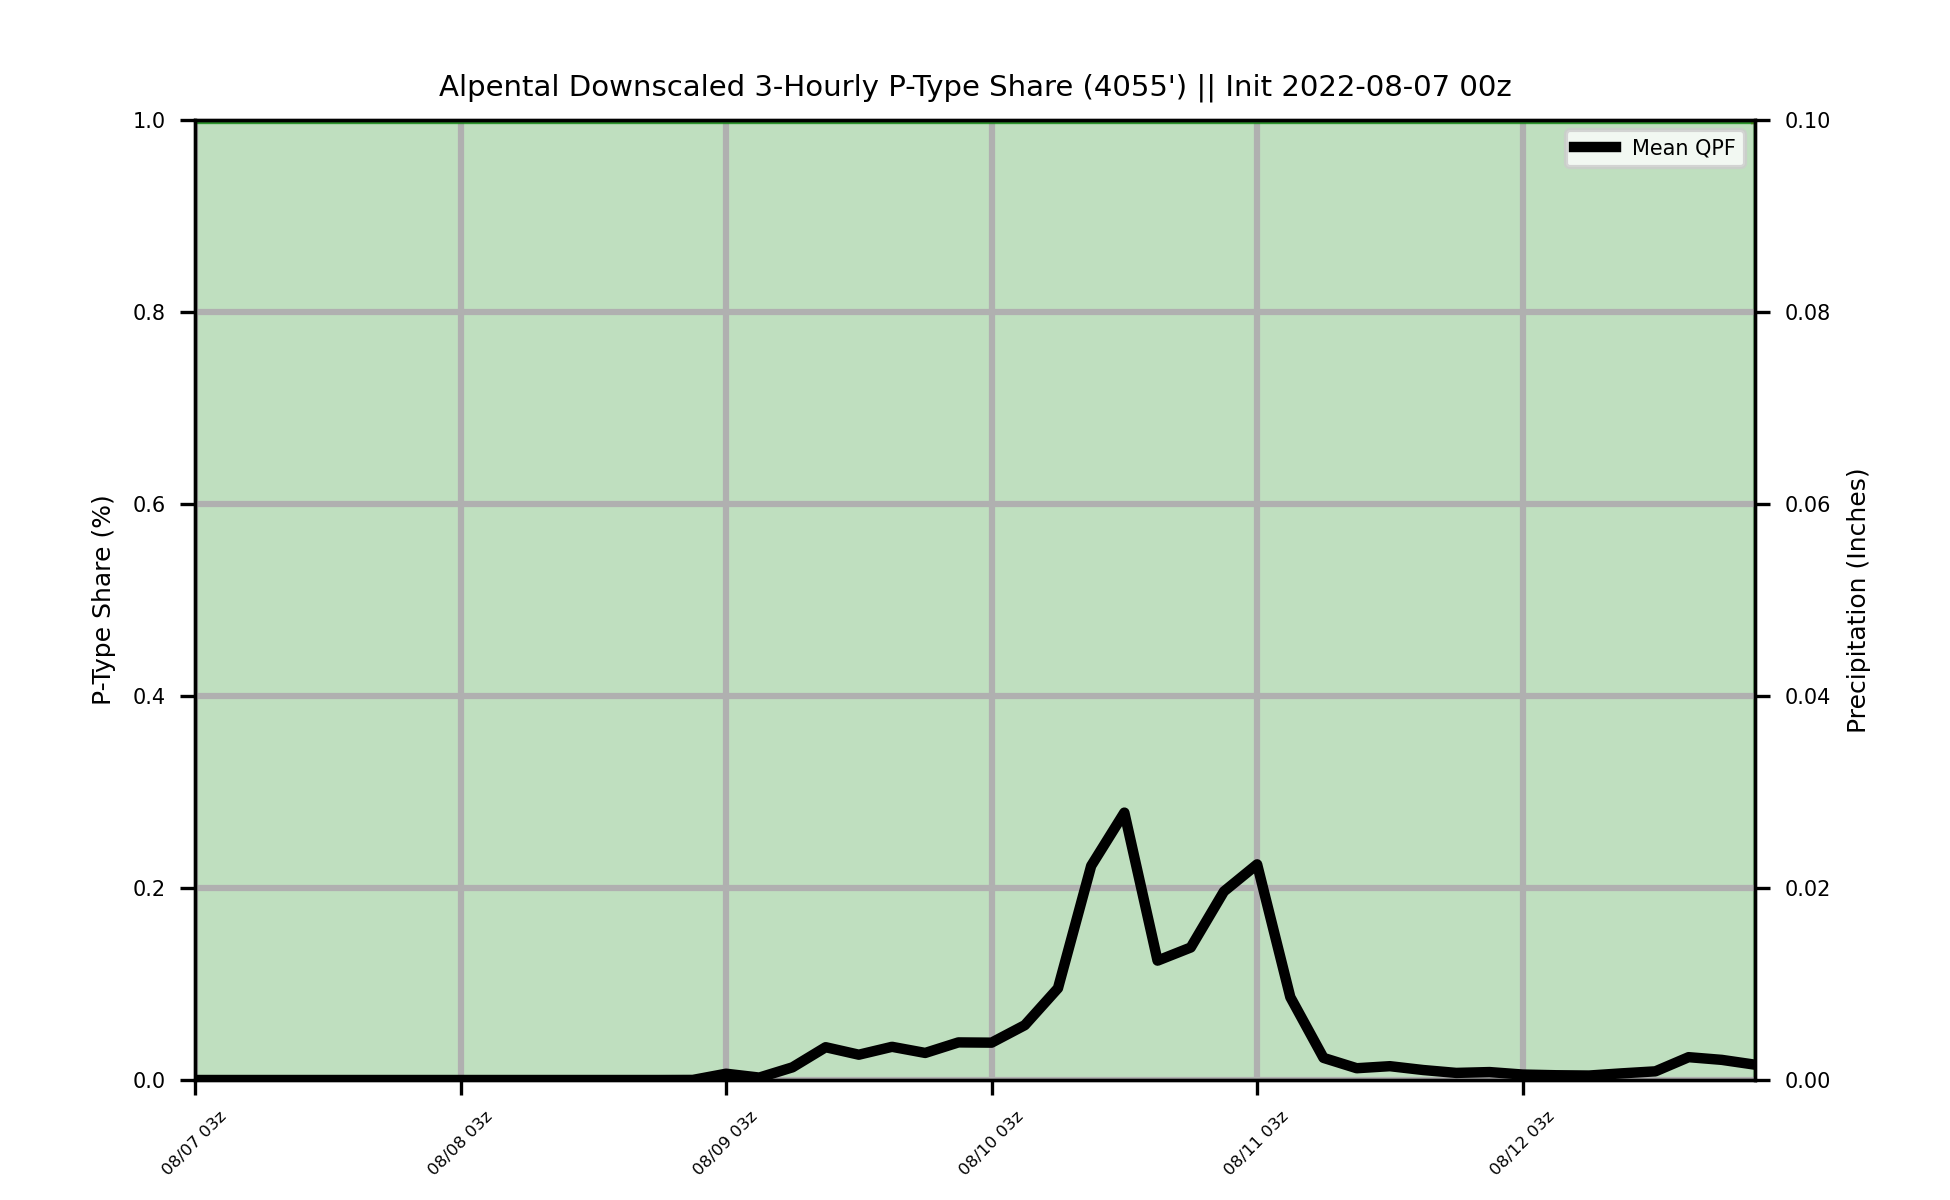 Alpental Downscaled 3-Hourly P-Type Share (4055') || Init 2022-08-07 00z
Mean QPF
P-Type Share (%)
1.0
0.8
0.6
0.4
0.2
0.0
0.10
0.08
0.06
0.04
0.02
0.00
Precipitation (Inches)
08/07 03z
08/08 03z
08/09 03z
08/10 03z
08/11 03z
08/12 03z